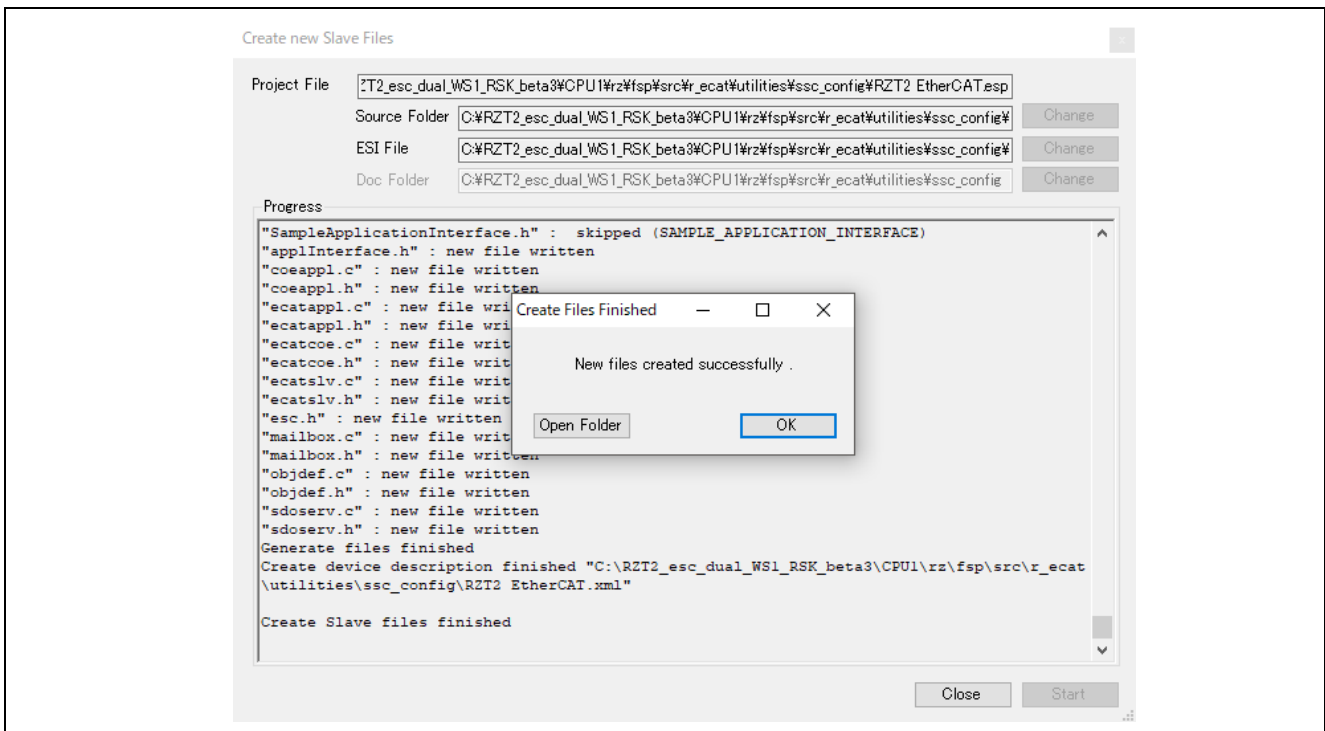 Create new Slave Files
Project File
ZT2_esc_dual_WS1_RSK_beta3¥CPU1¥rz¥fsp¥src¥r_ecat¥utilities¥ssc_config¥RZT2 EtherCAT.esp
Source Folder C:¥RZT2_esc_dual_WS1_RSK_beta3¥CPU1¥rz¥fsp¥src¥r_ecat¥utilities¥ssc_config¥ Change
ESI File C:¥RZT2_esc_dual_WS1_RSK_beta3¥CPU1¥rz¥fsp¥src¥r_ecat¥utilities¥ssc_config¥ Change
Doc Folder C:¥RZT2_esc_dual_WS1_RSK_beta3¥CPU1¥rz¥fsp¥src¥r_ecat¥utilities¥ssc_config Change
Progress
"SampleApplicationInterface.h" : skipped (SAMPLE_APPLICATION_INTERFACE)
"applInterface.h" : new file written
"coeappl.c" : new file written
"coeappl.h" : new file written
"ecatappl.c" : new file wri
"ecatappl.h" : new file wri
"ecatcoe.c" : new file writ
"ecatcoe.h" : new file writ
"ecatslv.c" : new file writ
"ecatslv.h" : new file writ
"esc.h" : new file written
"mailbox.c" : new file writ
"mailbox.h" : new file written
"objdef.c" : new file written
"objdef.h" : new file written
"sdoserv.c" : new file written
"sdoserv.h" : new file written
Generate files finished
Create device description finished "C:\RZT2_esc_dual_WS1_RSK_beta3\CPU1\rz\fsp\src\r_ecat
\utilities\ssc_config\RZT2 EtherCAT.xml"
Create Slave files finished
Create Files Finished
New files created successfully .
Open Folder OK
Close Start